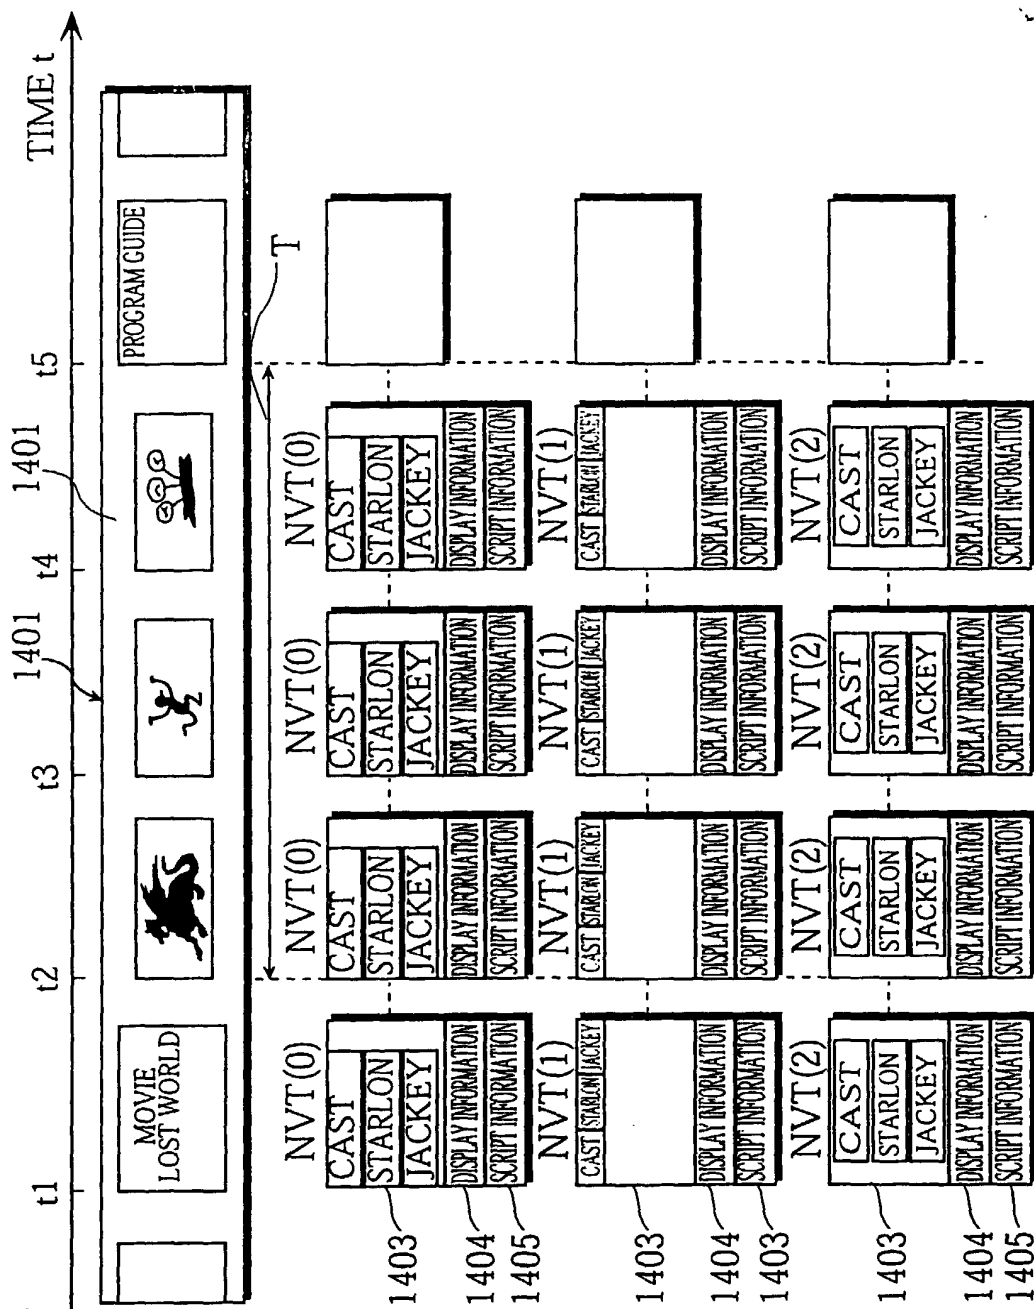 TIME t
t1
t2
t3
t4
t5
1401
1401
MOVIE
LOST WORLD
PROGRAM GUIDE
T
NVT(0)
NVT(0)
NVT(0)
NVT(0)
1403
CAST
STARLON
JACKEY
CAST
STARLON
JACKEY
CAST
STARLON
JACKEY
CAST
STARLON
JACKEY
1404
DISPLAY INFORMATION
DISPLAY INFORMATION
DISPLAY INFORMATION
DISPLAY INFORMATION
1405
SCRIPT INFORMATION
SCRIPT INFORMATION
SCRIPT INFORMATION
SCRIPT INFORMATION
NVT(1)
NVT(1)
NVT(1)
NVT(1)
CAST STARLON JACKEY
CAST STARLON JACKEY
CAST STARLON JACKEY
CAST STARLON JACKEY
1403
1404
DISPLAY INFORMATION
DISPLAY INFORMATION
DISPLAY INFORMATION
DISPLAY INFORMATION
1403
SCRIPT INFORMATION
SCRIPT INFORMATION
SCRIPT INFORMATION
SCRIPT INFORMATION
NVT(2)
NVT(2)
NVT(2)
NVT(2)
1403
CAST
STARLON
JACKEY
CAST
STARLON
JACKEY
CAST
STARLON
JACKEY
CAST
STARLON
JACKEY
1404
DISPLAY INFORMATION
DISPLAY INFORMATION
DISPLAY INFORMATION
DISPLAY INFORMATION
1405
SCRIPT INFORMATION
SCRIPT INFORMATION
SCRIPT INFORMATION
SCRIPT INFORMATION